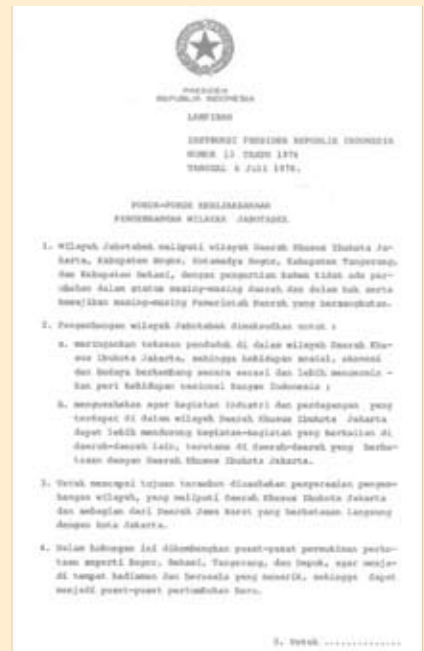 PRESIDEN
REPUBLIK INDONESIA
LAMPIRAN
INSTRUKSI PRESIDEN REPUBLIK INDONESIA
NOMOR 13 TAHUN 1976
TANGGAL 6 Juli 1976.
POKOK-POKOK KEBIJAKSANAAN
PENGEMBANGAN WILAYAH JABOTABEK
1. Wilayah Jabotabek meliputi wilayah Daerah Khusus Ibukota Ja-
karta, Kabupaten Bogor, Kotamadya Bogor, Kabupaten Tangerang,
dan Kabupaten Bekasi, dengan pengertian bahwa tidak ada per-
ubahan dalam status masing-masing daerah dan dalam hak serta
kewajiban masing-masing Pemerintah Daerah yang bersangkutan.
2. Pengembangan wilayah Jabotabek dimaksudkan untuk :
a. meringankan tekanan penduduk di dalam wilayah Daerah Khu-
sus Ibukota Jakarta, sehingga kehidupan sosial, ekonomi
dan budaya berkembang secara serasi dan lebih mencermin -
kan peri kehidupan nasional Bangsa Indonesia ;
b. mengusahakan agar kegiatan industri dan perdagangan yang
terdapat di dalam wilayah Daerah Khusus Ibukota Jakarta
dapat lebih mendorong kegiatan-kegiatan yang berkaitan di
daerah-daerah lain, terutama di daerah-daerah yang berba-
tasan dengan Daerah Khusus Ibukota Jakarta.
3. Untuk mencapai tujuan tersebut diusahakan penyerasian pengem-
bangan wilayah, yang meliputi Daerah Khusus Ibukota Jakarta
dan sebagian dari Daerah Jawa Barat yang berbatasan langsung
dengan kota Jakarta.
4. Dalam hubungan ini dikembangkan pusat-pusat permukiman perko-
taan seperti Bogor, Bekasi, Tangerang, dan Depok, agar menja-
di tempat kediaman dan berusaha yang menarik, sehingga dapat
menjadi pusat-pusat pertumbuhan baru.
5. Untuk ..............